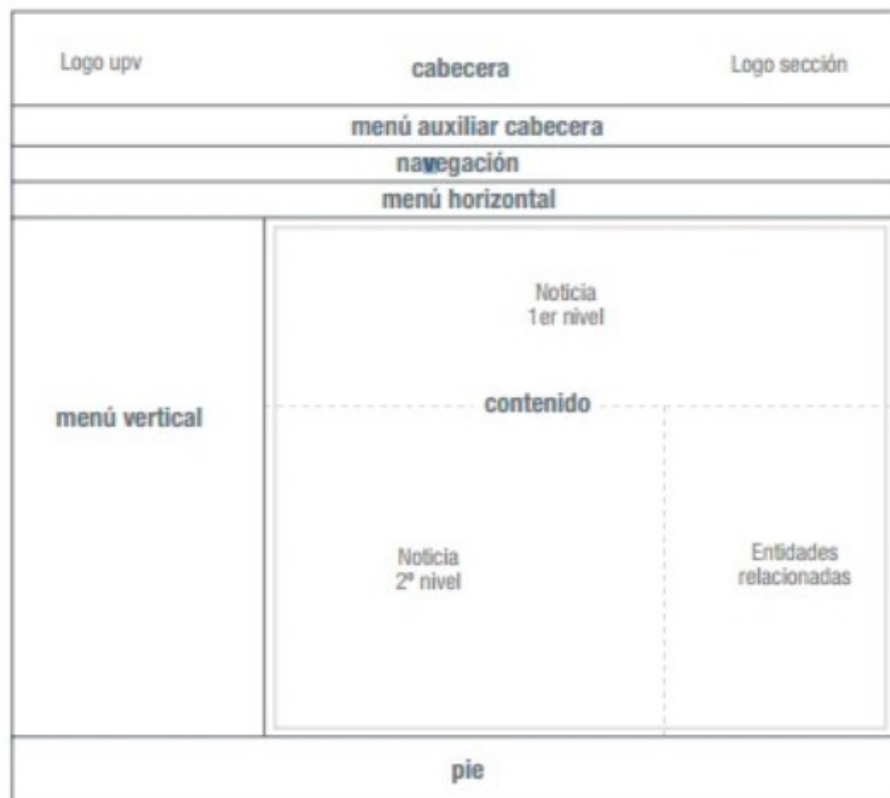 Logo upv
cabecera
Logo sección
menú auxiliar cabecera
navegación
menú horizontal
Noticia
1er nivel
menú vertical
contenido
Noticia
2º nivel
Entidades
relacionadas
pie